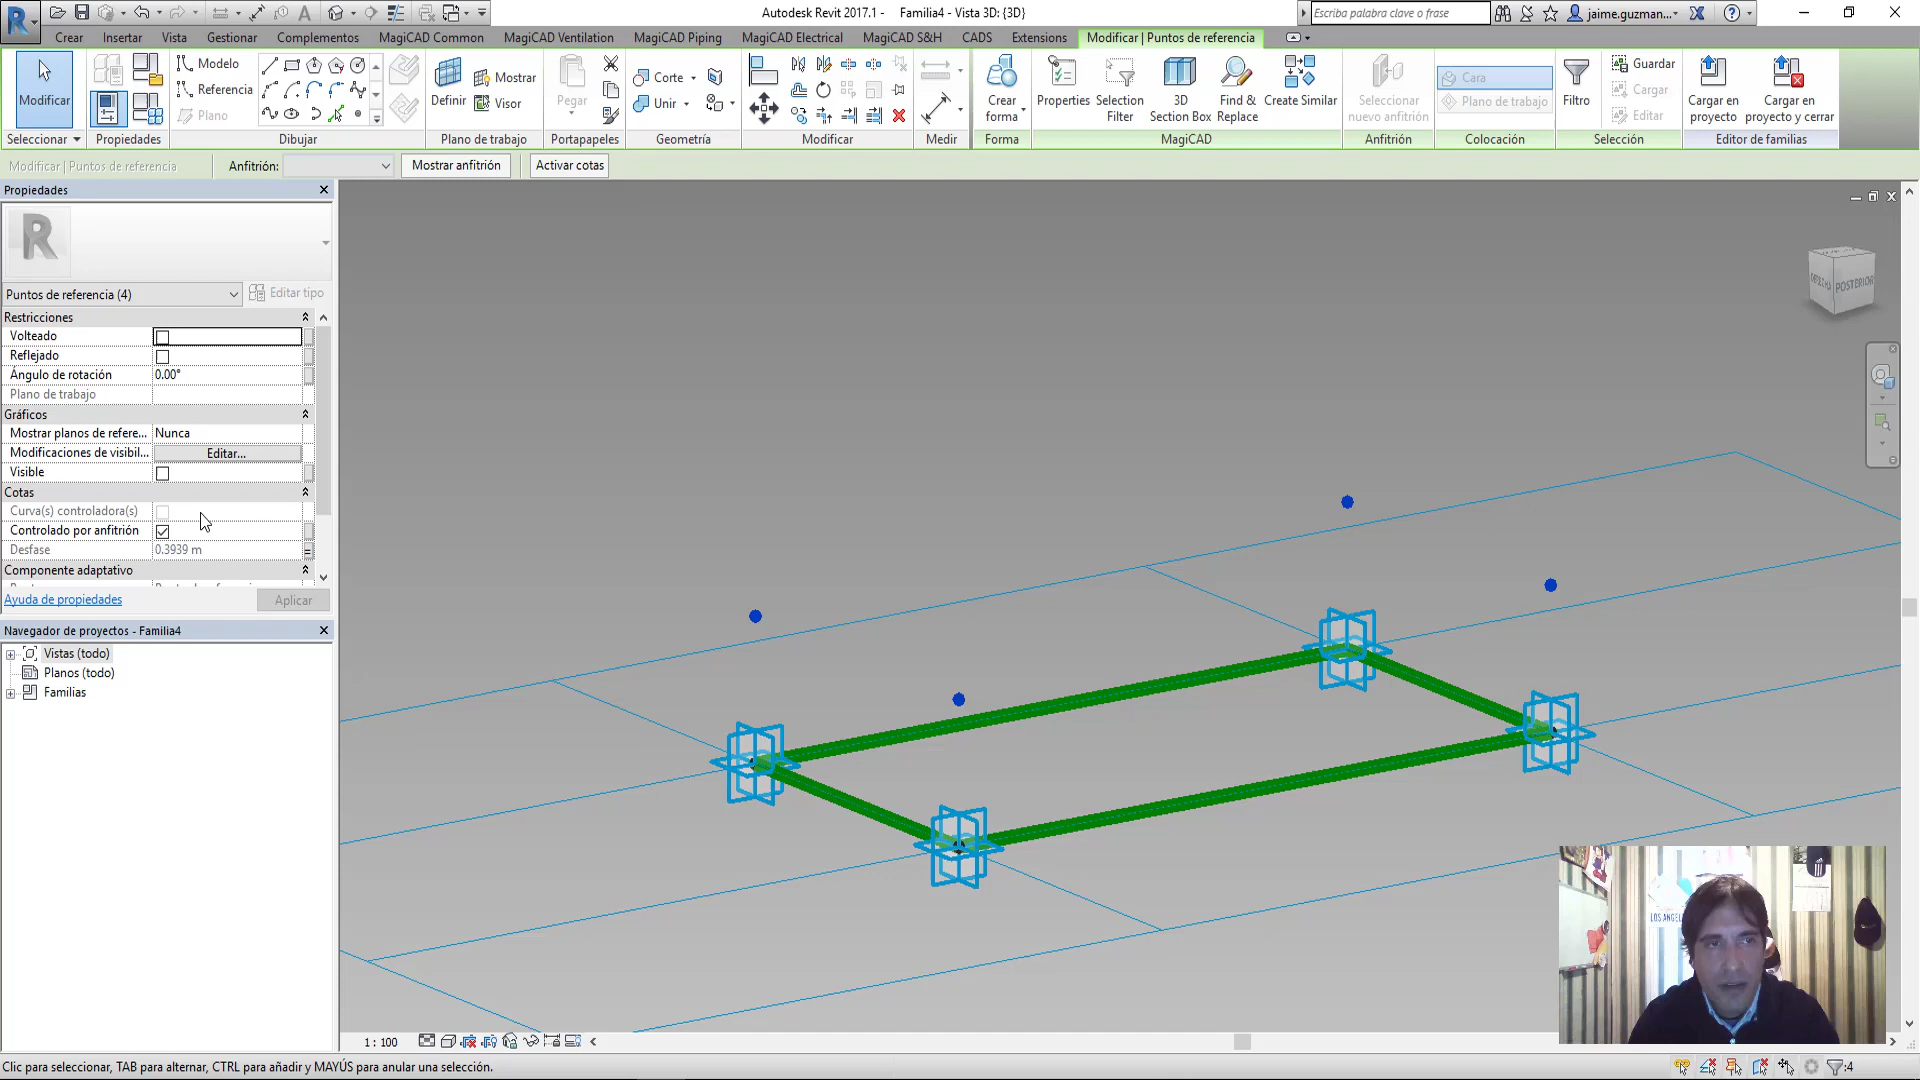 Autodesk Revit 2017.1 - Familia4 - Vista 3D: {3D}
Escriba palabra clave o frase
jaime.guzman...
Crear Insertar Vista Gestionar Complementos MagiCAD Common MagiCAD Ventilation MagiCAD Piping MagiCAD Electrical MagiCAD S&H CADS Extensions Modificar | Puntos de referencia
Modificar
Modelo
Referencia
Plano
Definir
Mostrar
Visor
Pegar
Corte
Unir
Crear forma
Properties
Selection Filter
3D Section Box
Find & Replace
Create Similar
Seleccionar nuevo anfitrión
Cara
Plano de trabajo
Filtro
Guardar
Cargar
Editar
Cargar en proyecto
Cargar en proyecto y cerrar
Seleccionar Propiedades Dibujar Plano de trabajo Portapapeles Geometría Modificar Medir Forma MagiCAD Anfitrión Colocación Selección Editor de familias
Modificar | Puntos de referencia Anfitrión: Mostrar anfitrión Activar cotas
Propiedades
Puntos de referencia (4) Editar tipo
Restricciones
Volteado
Reflejado
Ángulo de rotación 0.00°
Plano de trabajo
Gráficos
Mostrar planos de refere... Nunca
Modificaciones de visibil... Editar...
Visible
Cotas
Curva(s) controladora(s)
Controlado por anfitrión
Desfase 0.3939 m =
Componente adaptativo
Ayuda de propiedades Aplicar
Navegador de proyectos - Familia4
Vistas (todo)
Planos (todo)
Familias
POSTERIOR
LOS ANGEL
1 : 100
Clic para seleccionar, TAB para alternar, CTRL para añadir y MAYÚS para anular una selección.
:4